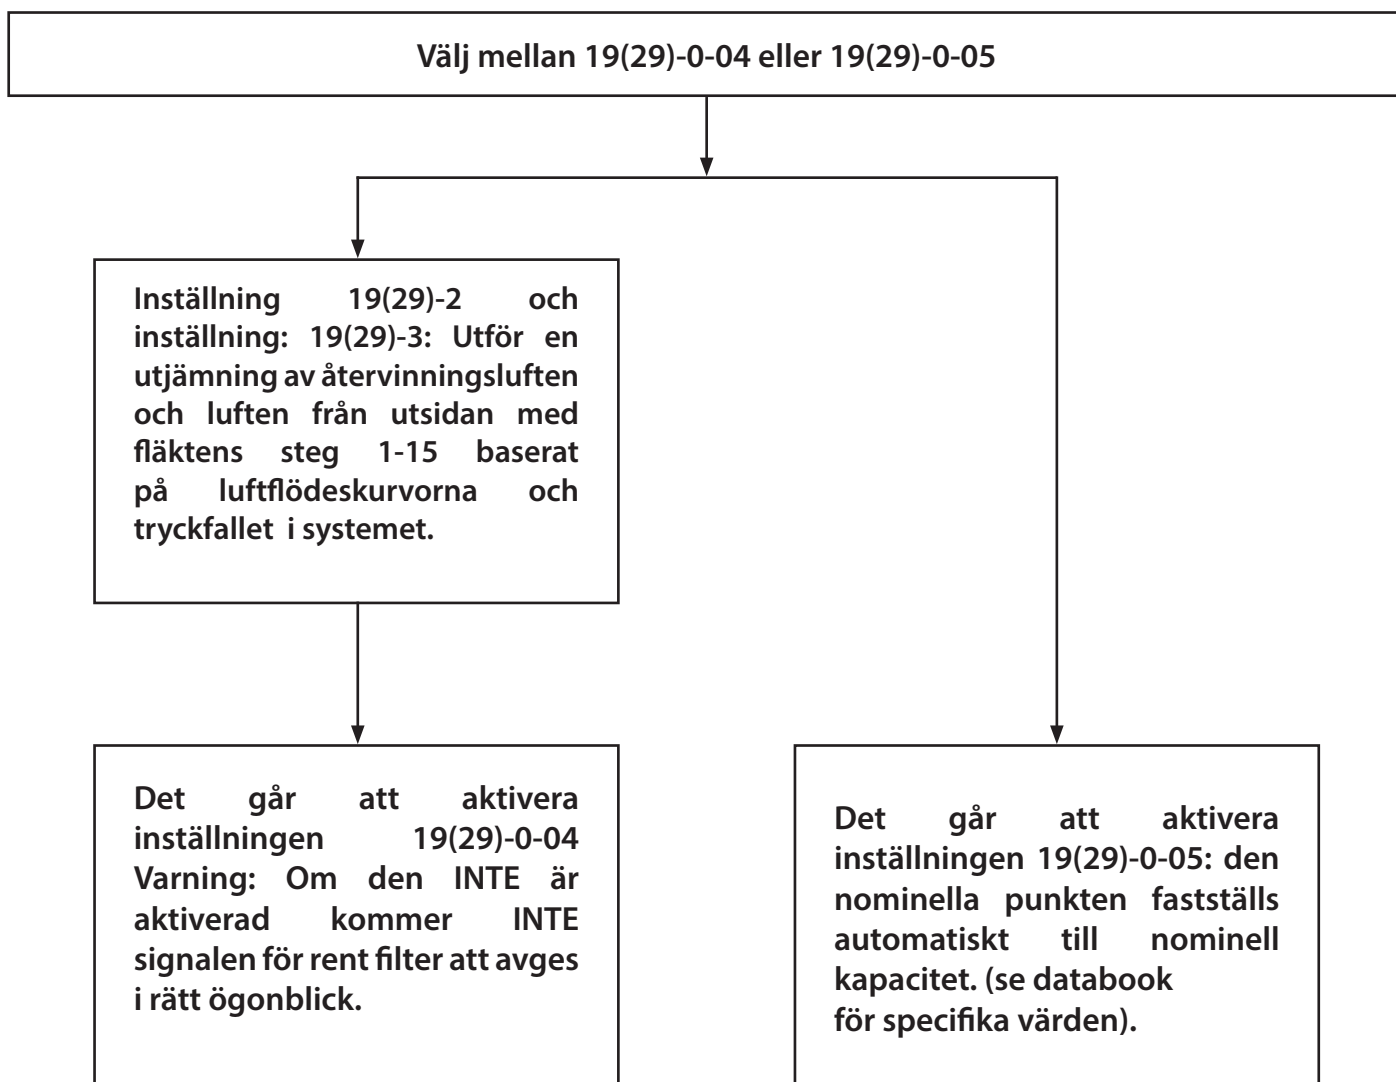 Välj mellan 19(29)-0-04 eller 19(29)-0-05
Inställning 19(29)-2 och
inställning: 19(29)-3: Utför en
utjämning av återvinningsluften
och luften från utsidan med
fläktens steg 1-15 baserat
på luftflödeskurvorna och
tryckfallet i systemet.
Det går att aktivera
inställningen 19(29)-0-04
Varning: Om den INTE är
aktiverad kommer INTE
signalen för rent filter att avges
i rätt ögonblick.
Det går att aktivera
inställningen 19(29)-0-05: den
nominella punkten fastställs
automatiskt till nominell
kapacitet. (se databook
för specifika värden).